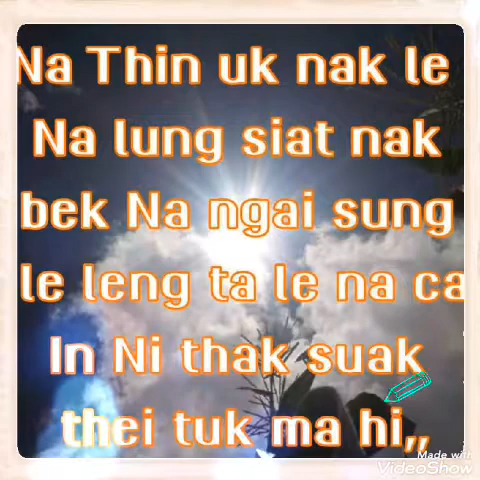 Na Thin uk nak le
Na lung siat nak
bek Na ngai sung
le leng ta le na ca
In Ni thak suak
thei tuk ma hi,,
Made with
VideoShow